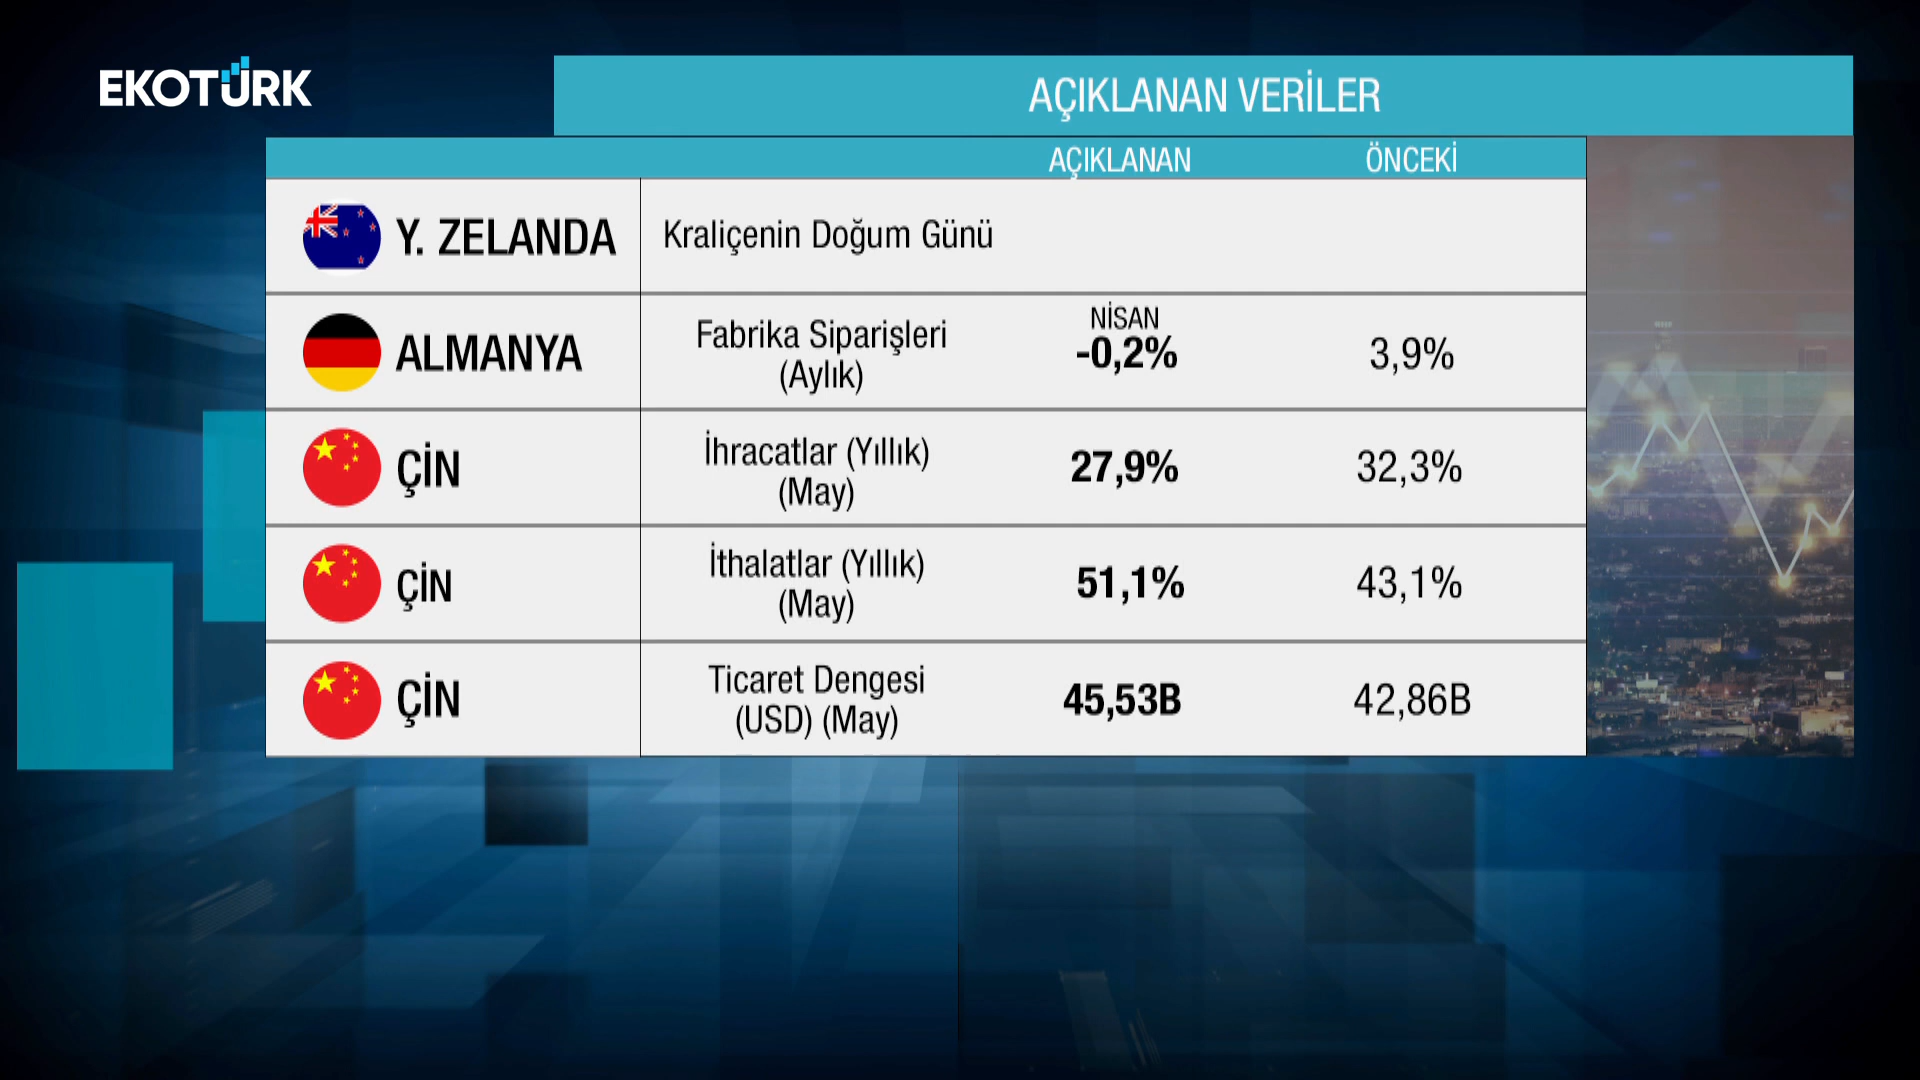 EKOTÜRK
AÇIKLANAN VERİLER
AÇIKLANAN ÖNCEKİ
Y. ZELANDA Kraliçenin Doğum Günü
ALMANYA Fabrika Siparişleri (Aylık) NİSAN -0,2% 3,9%
ÇİN İhracatlar (Yıllık) (May) 27,9% 32,3%
ÇİN İthalatlar (Yıllık) (May) 51,1% 43,1%
ÇİN Ticaret Dengesi (USD) (May) 45,53B 42,86B